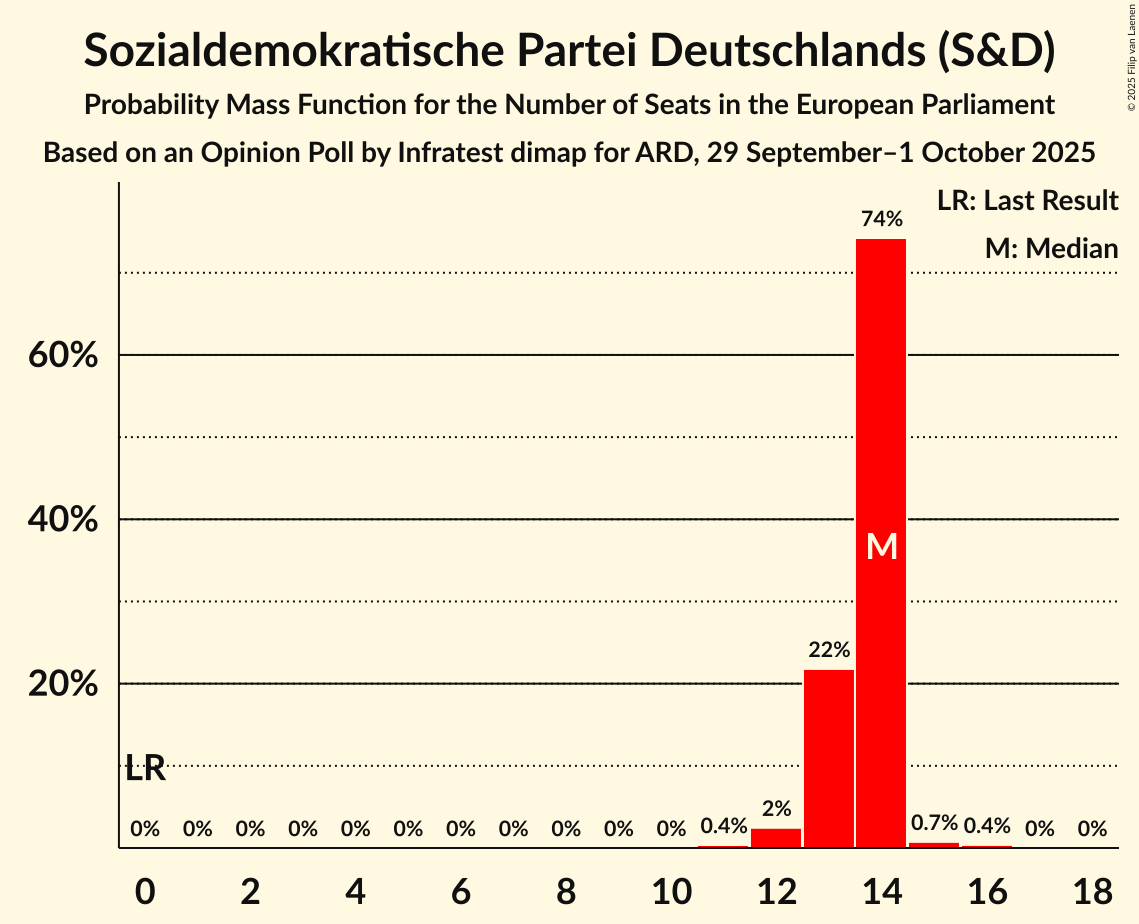 Sozialdemokratische Partei Deutschlands (S&D)
Probability Mass Function for the Number of Seats in the European Parliament
Based on an Opinion Poll by Infratest dimap for ARD, 29 September–1 October 2025
© 2025 Filip van Laenen
LR: Last Result
M: Median
74%
60%
40%
M
22%
20%
LR
0% 0% 0% 0% 0% 0% 0% 0% 0% 0% 0% 0.4% 2% 0.7% 0.4% 0% 0%
0 2 4 6 8 10 12 14 16 18